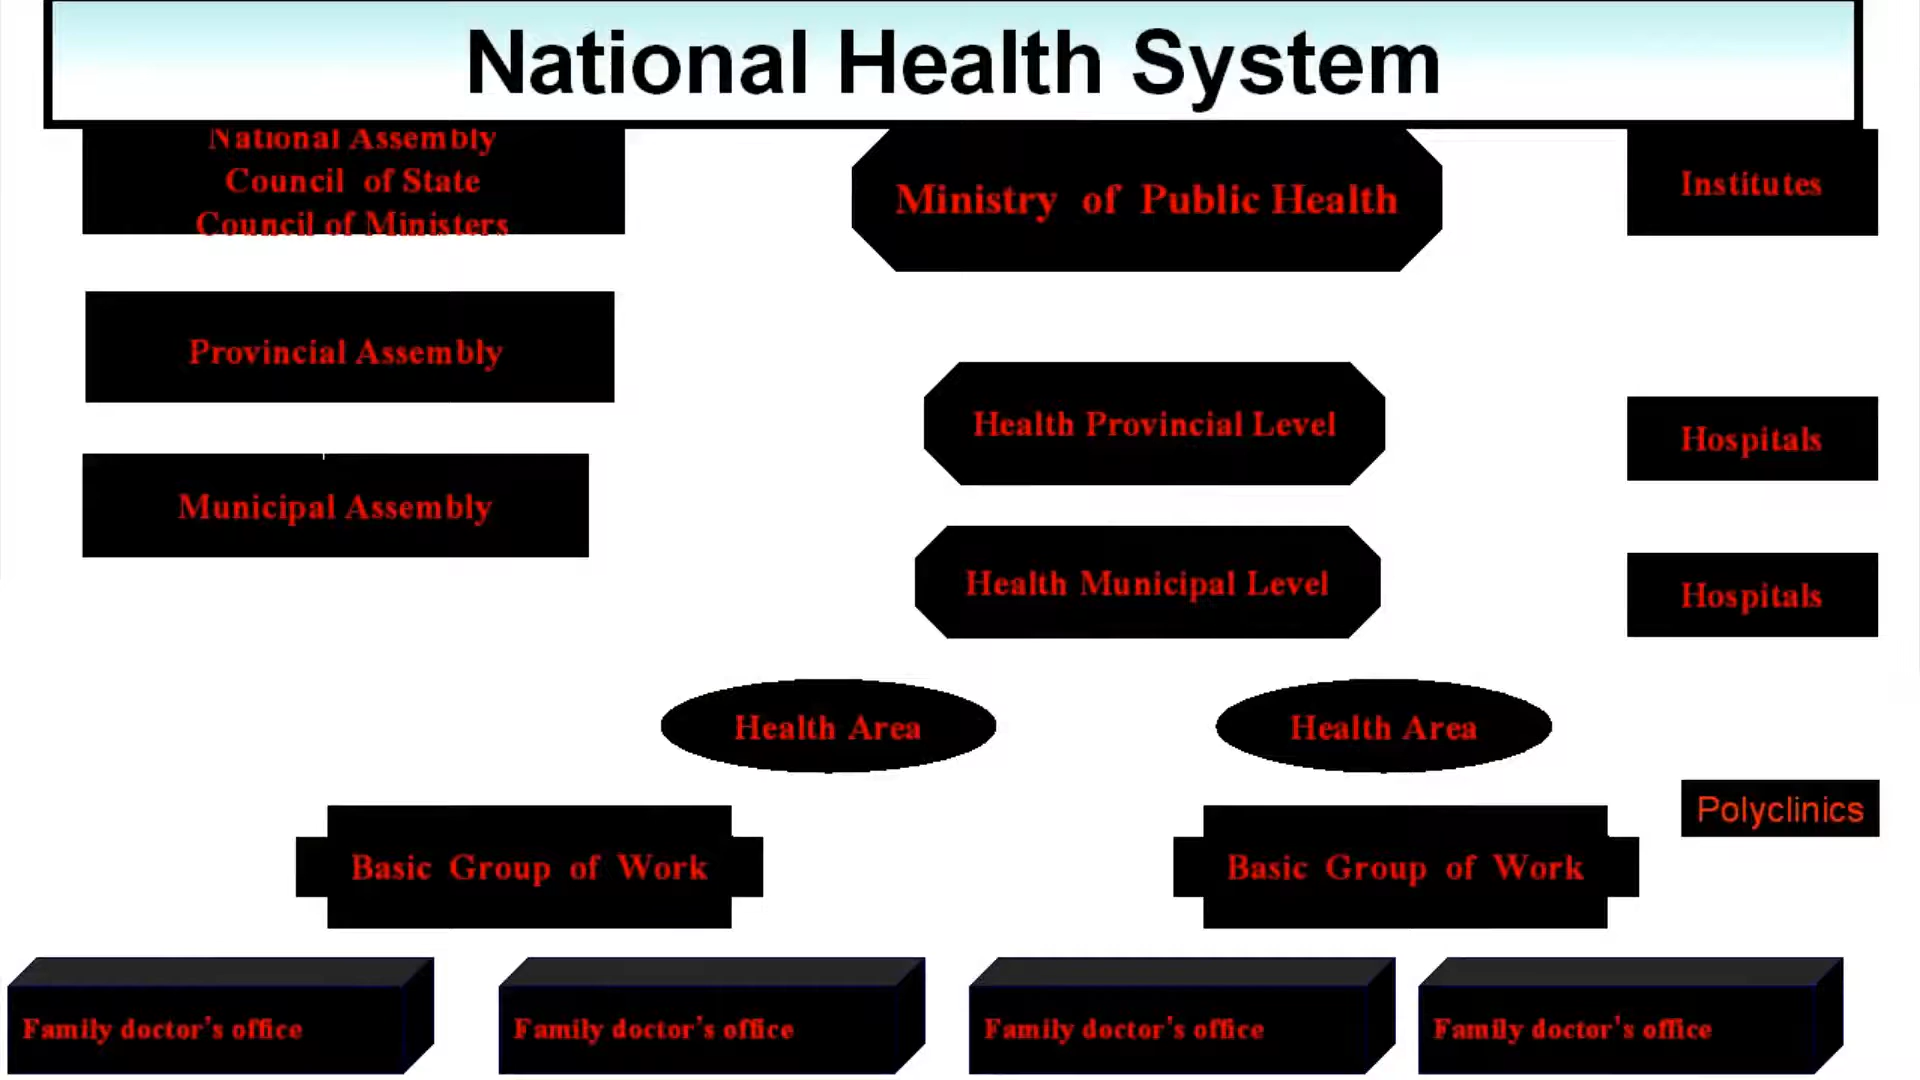 National Health System
National Assembly
Council of State
Council of Ministers
Ministry of Public Health
Institutes
Provincial Assembly
Health Provincial Level
Hospitals
Municipal Assembly
Health Municipal Level
Hospitals
Health Area
Health Area
Polyclinics
Basic Group of Work
Basic Group of Work
Family doctor's office
Family doctor's office
Family doctor's office
Family doctor's office